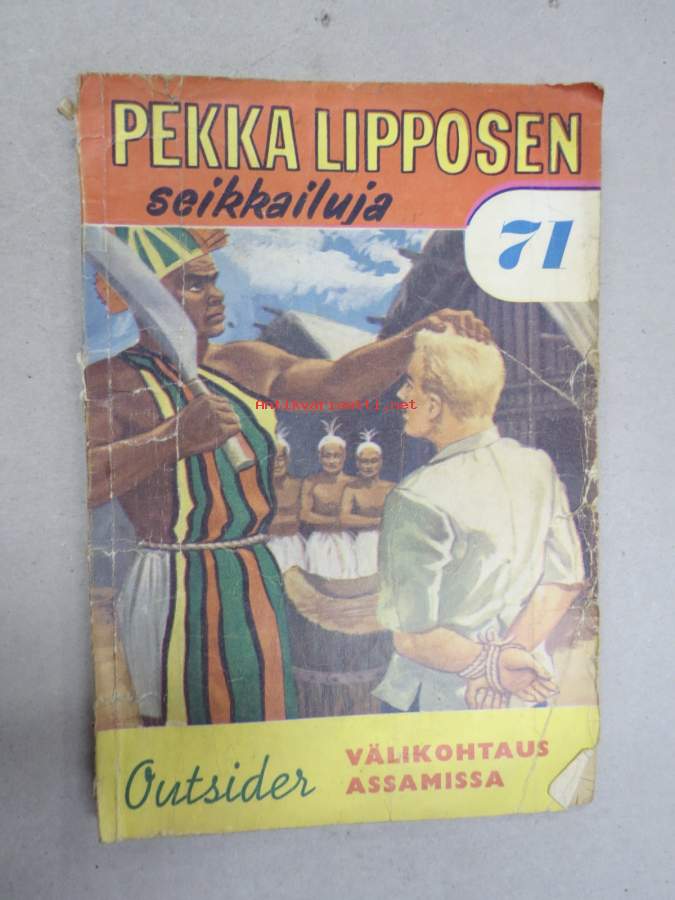 PEKKA LIPPOSEN
seikkailuja
71
Antikvariaatti.net
Outsider
VÄLIKOHTAUS
ASSAMISSA